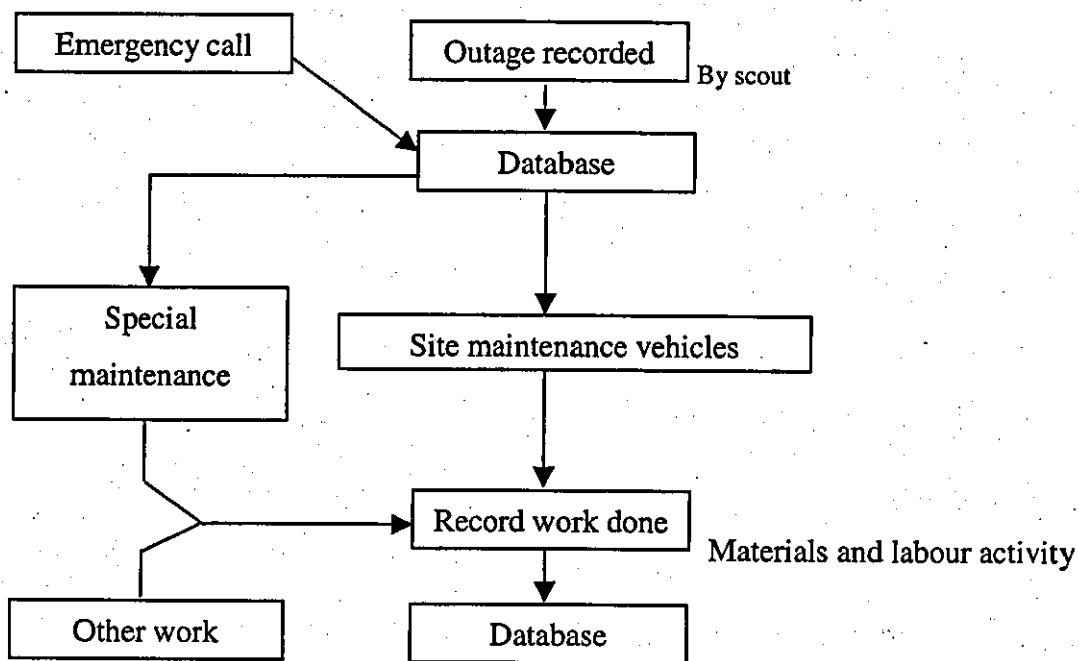 Emergency call
Outage recorded
By scout
Database
Special
maintenance
Site maintenance vehicles
Record work done
Materials and labour activity
Other work
Database